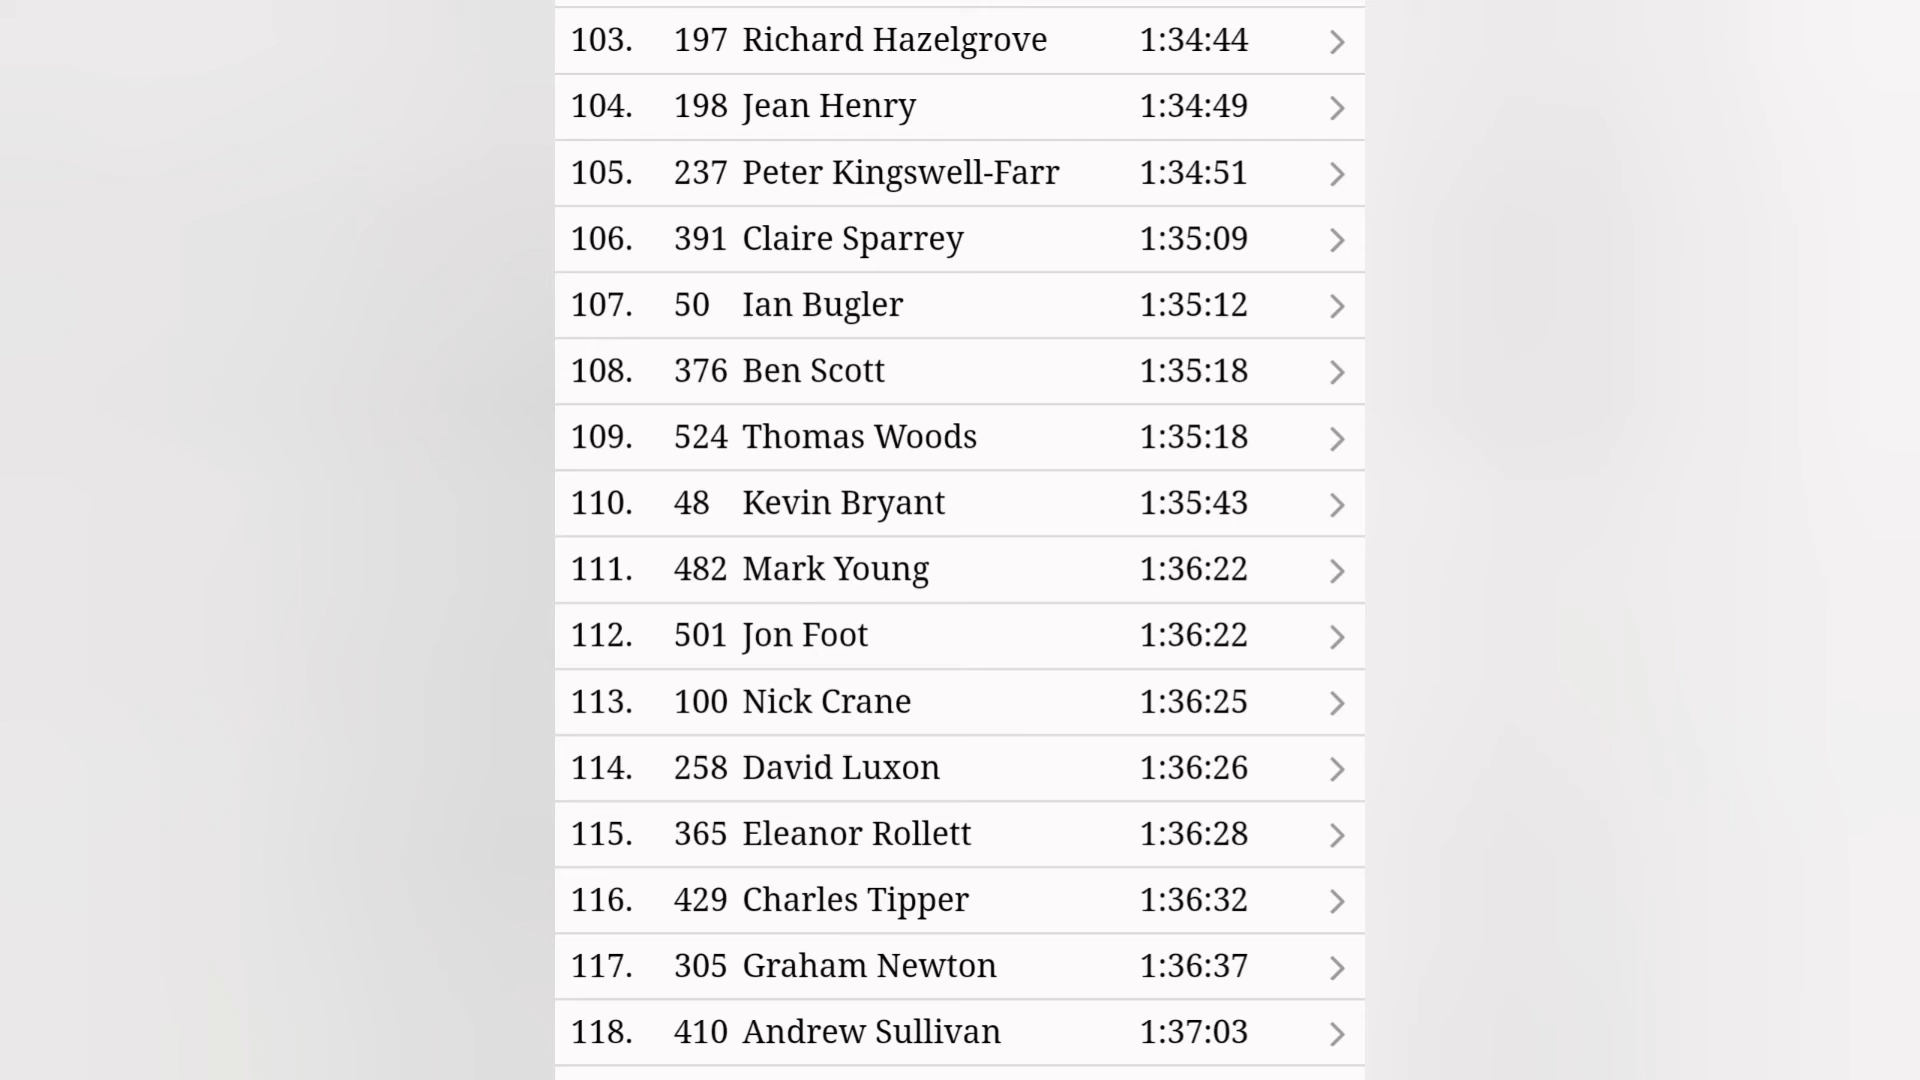 103. 197 Richard Hazelgrove 1:34:44
104. 198 Jean Henry 1:34:49
105. 237 Peter Kingswell-Farr 1:34:51
106. 391 Claire Sparrey 1:35:09
107. 50 Ian Bugler 1:35:12
108. 376 Ben Scott 1:35:18
109. 524 Thomas Woods 1:35:18
110. 48 Kevin Bryant 1:35:43
111. 482 Mark Young 1:36:22
112. 501 Jon Foot 1:36:22
113. 100 Nick Crane 1:36:25
114. 258 David Luxon 1:36:26
115. 365 Eleanor Rollett 1:36:28
116. 429 Charles Tipper 1:36:32
117. 305 Graham Newton 1:36:37
118. 410 Andrew Sullivan 1:37:03